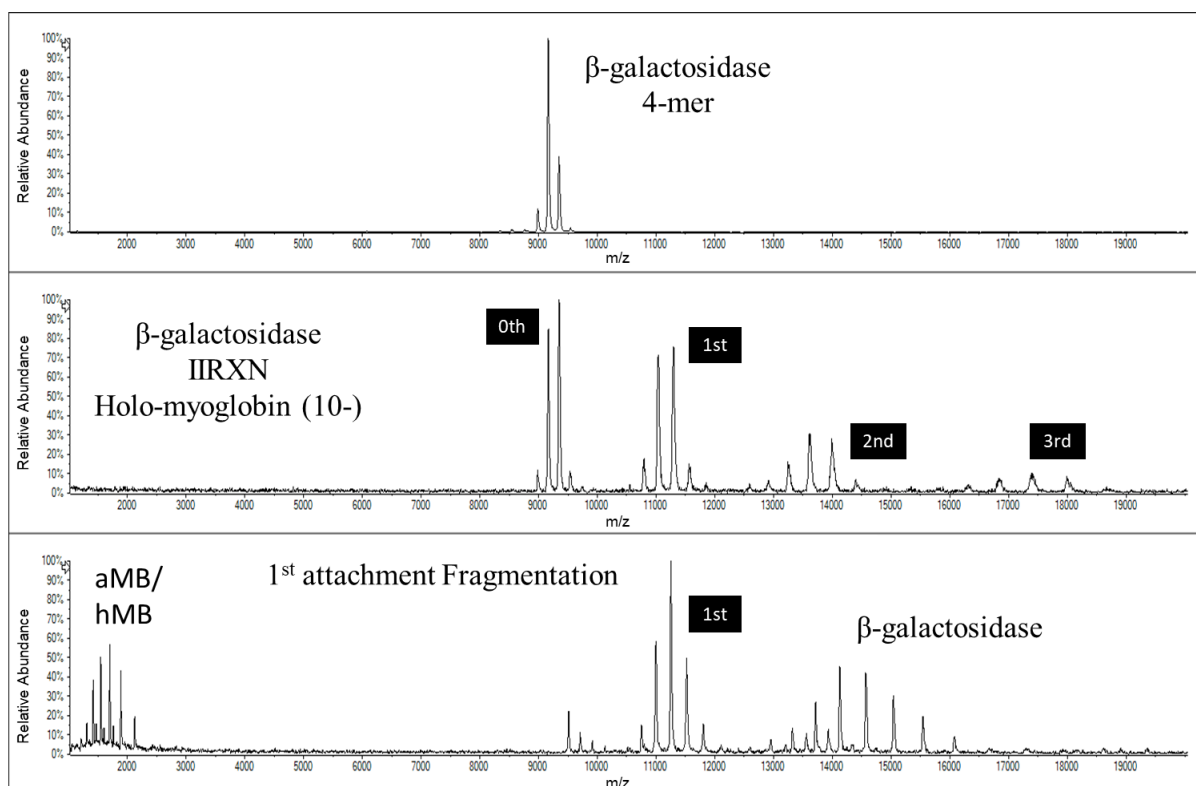 Relative Abundance
100%
90%
80%
70%
60%
50%
40%
30%
20%
10%
0%
β-galactosidase
4-mer
2000 3000 4000 5000 6000 7000 8000 9000 10000 11000 12000 13000 14000 15000 16000 17000 18000 19000
m/z
Relative Abundance
100%
90%
80%
70%
60%
50%
40%
30%
20%
10%
0%
β-galactosidase
IIRXN
Holo-myoglobin (10-)
0th
1st
2nd
3rd
2000 3000 4000 5000 6000 7000 8000 9000 10000 11000 12000 13000 14000 15000 16000 17000 18000 19000
m/z
Relative Abundance
100%
90%
80%
70%
60%
50%
40%
30%
20%
10%
0%
aMB/
hMB
1st attachment Fragmentation
1st
β-galactosidase
2000 3000 4000 5000 6000 7000 8000 9000 10000 11000 12000 13000 14000 15000 16000 17000 18000 19000
m/z